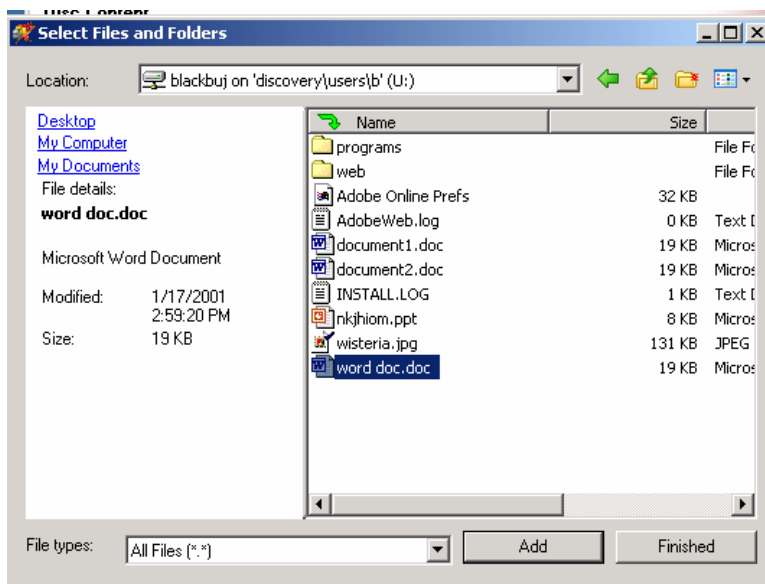 Disc Content
Select Files and Folders
Location: blackbuj on 'discovery\users\b' (U:)
Desktop
My Computer
My Documents
File details:
word doc.doc
Microsoft Word Document
Modified: 1/17/2001
2:59:20 PM
Size: 19 KB
Name Size
programs File Fo
web File Fo
Adobe Online Prefs 32 KB
AdobeWeb.log 0 KB Text D
document1.doc 19 KB Micros
document2.doc 19 KB Micros
INSTALL.LOG 1 KB Text D
nkjhiom.ppt 8 KB Micros
wisteria.jpg 131 KB JPEG
word doc.doc 19 KB Micros
File types: All Files (*.*) Add Finished